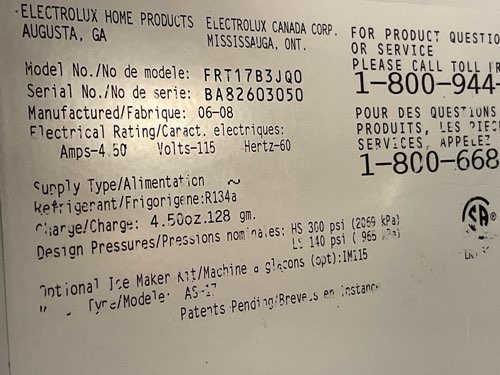 ELECTROLUX HOME PRODUCTS
AUGUSTA, GA
ELECTROLUX CANADA CORP.
MISSISSAUGA, ONT.
Model No./No de modele: FRT17B3JQ0
Serial No./No de serie: BA82603050
Manufactured/Fabrique: 06-08
Electrical Rating/Caract. electriques:
Amps-4.50 Volts-115 Hertz-60
Supply Type/Alimentation ~
Refrigerant/Frigorigene:R134a
Charge/Charge: 4.50oz.128 gm.
Design Pressures/Pressions nominales: HS 300 psi (2069 kPa)
LS 140 psi ( 965 kPa)
Optional Ice Maker Kit/Machine a glacons (opt):IM115
Type/Modele: AS-17
Patents Pending/Brevets en Instance
FOR PRODUCT QUESTIO
OR SERVICE
PLEASE CALL TOLL FR
1-800-944-
POUR DES QUESTIONS
PRODUITS, LES PIEC
SERVICES, APPELEZ
1-800-668
SA®